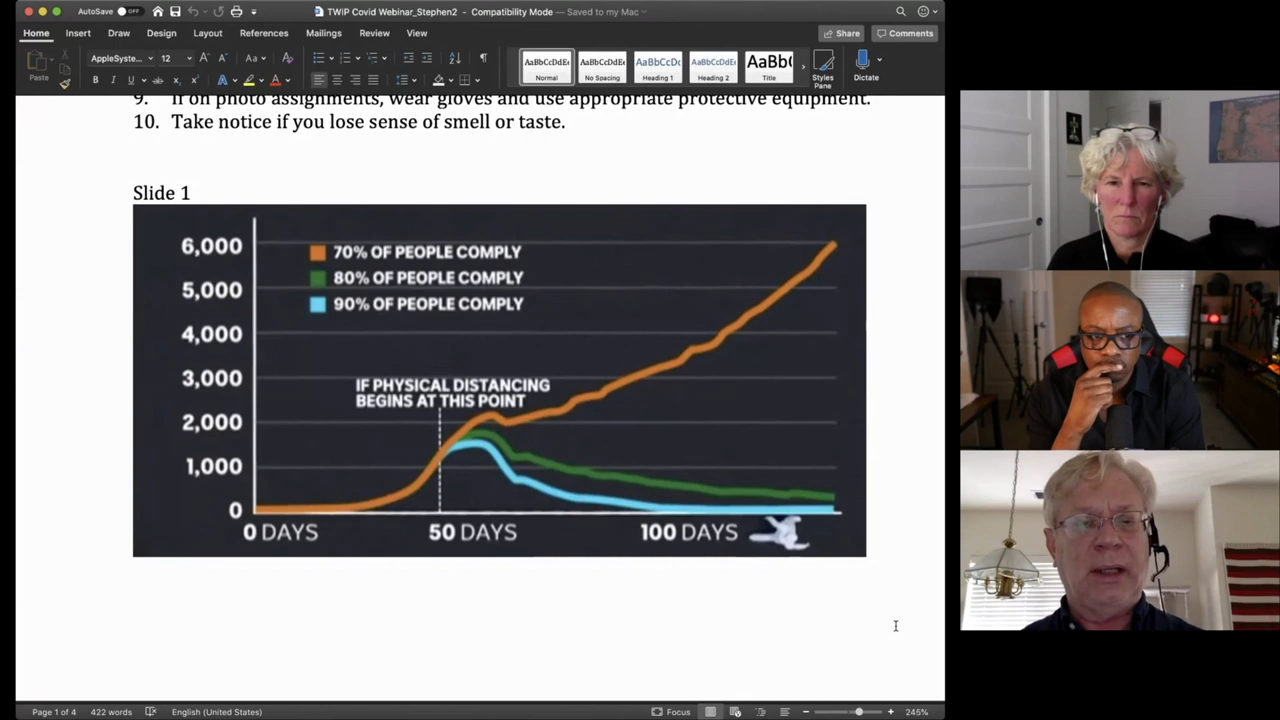 AutoSave OFF
TWiP Covid Webinar_Stephen2 - Compatibility Mode — Saved to my Mac
Home Insert Draw Design Layout References Mailings Review View
Share Comments
Paste
AppleSyste... 12
Aa
B I U
AaBbCcDdEe AaBbCcDdEe AaBbCcDc AaBbCcDdEe AaBb(
Normal No Spacing Heading 1 Heading 2 Title
Styles
Pane
Dictate
9. If on photo assignments, wear gloves and use appropriate protective equipment.
10. Take notice if you lose sense of smell or taste.
Slide 1
6,000
5,000
4,000
3,000
2,000
1,000
0
70% OF PEOPLE COMPLY
80% OF PEOPLE COMPLY
90% OF PEOPLE COMPLY
IF PHYSICAL DISTANCING
BEGINS AT THIS POINT
0 DAYS 50 DAYS 100 DAYS
Page 1 of 4 422 words English (United States)
Focus
245%